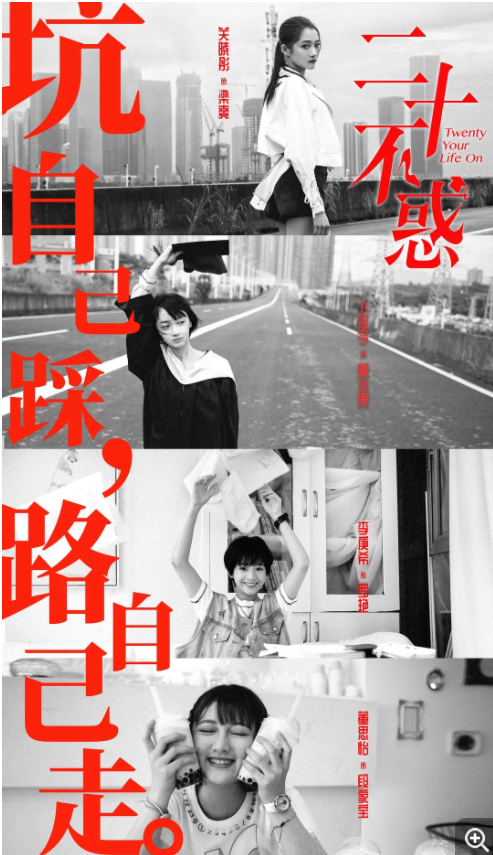 坑自己踩，
路自己走。
二十不惑
Twenty
Your
Life On
关晓彤 饰 梁爽
李庚希 饰 罗艳
董思怡 饰 段家宝